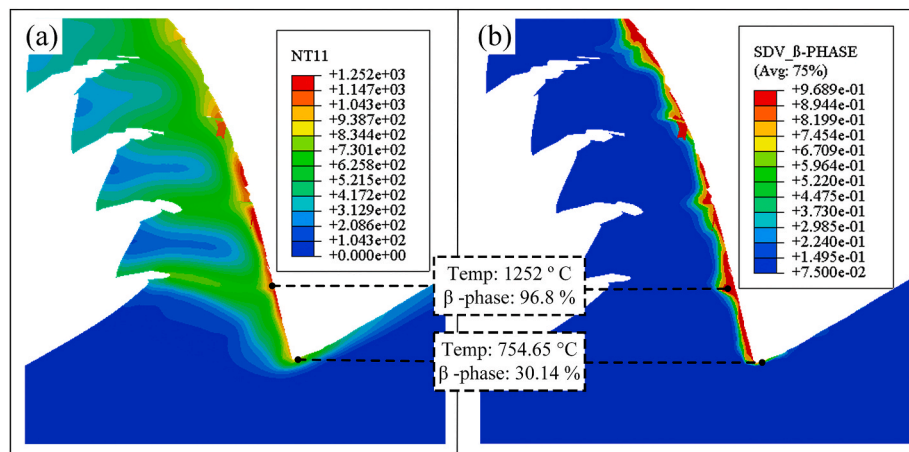 (a)
NT11
+1.252e+03
+1.147e+03
+1.043e+03
+9.387e+02
+8.344e+02
+7.301e+02
+6.258e+02
+5.215e+02
+4.172e+02
+3.129e+02
+2.086e+02
+1.043e+02
+0.000e+00
(b)
SDV_β-PHASE
(Avg: 75%)
+9.689e-01
+8.944e-01
+8.199e-01
+7.454e-01
+6.709e-01
+5.964e-01
+5.220e-01
+4.475e-01
+3.730e-01
+2.985e-01
+2.240e-01
+1.495e-01
+7.500e-02
Temp: 1252 ° C
β -phase: 96.8 %
Temp: 754.65 °C
β -phase: 30.14 %